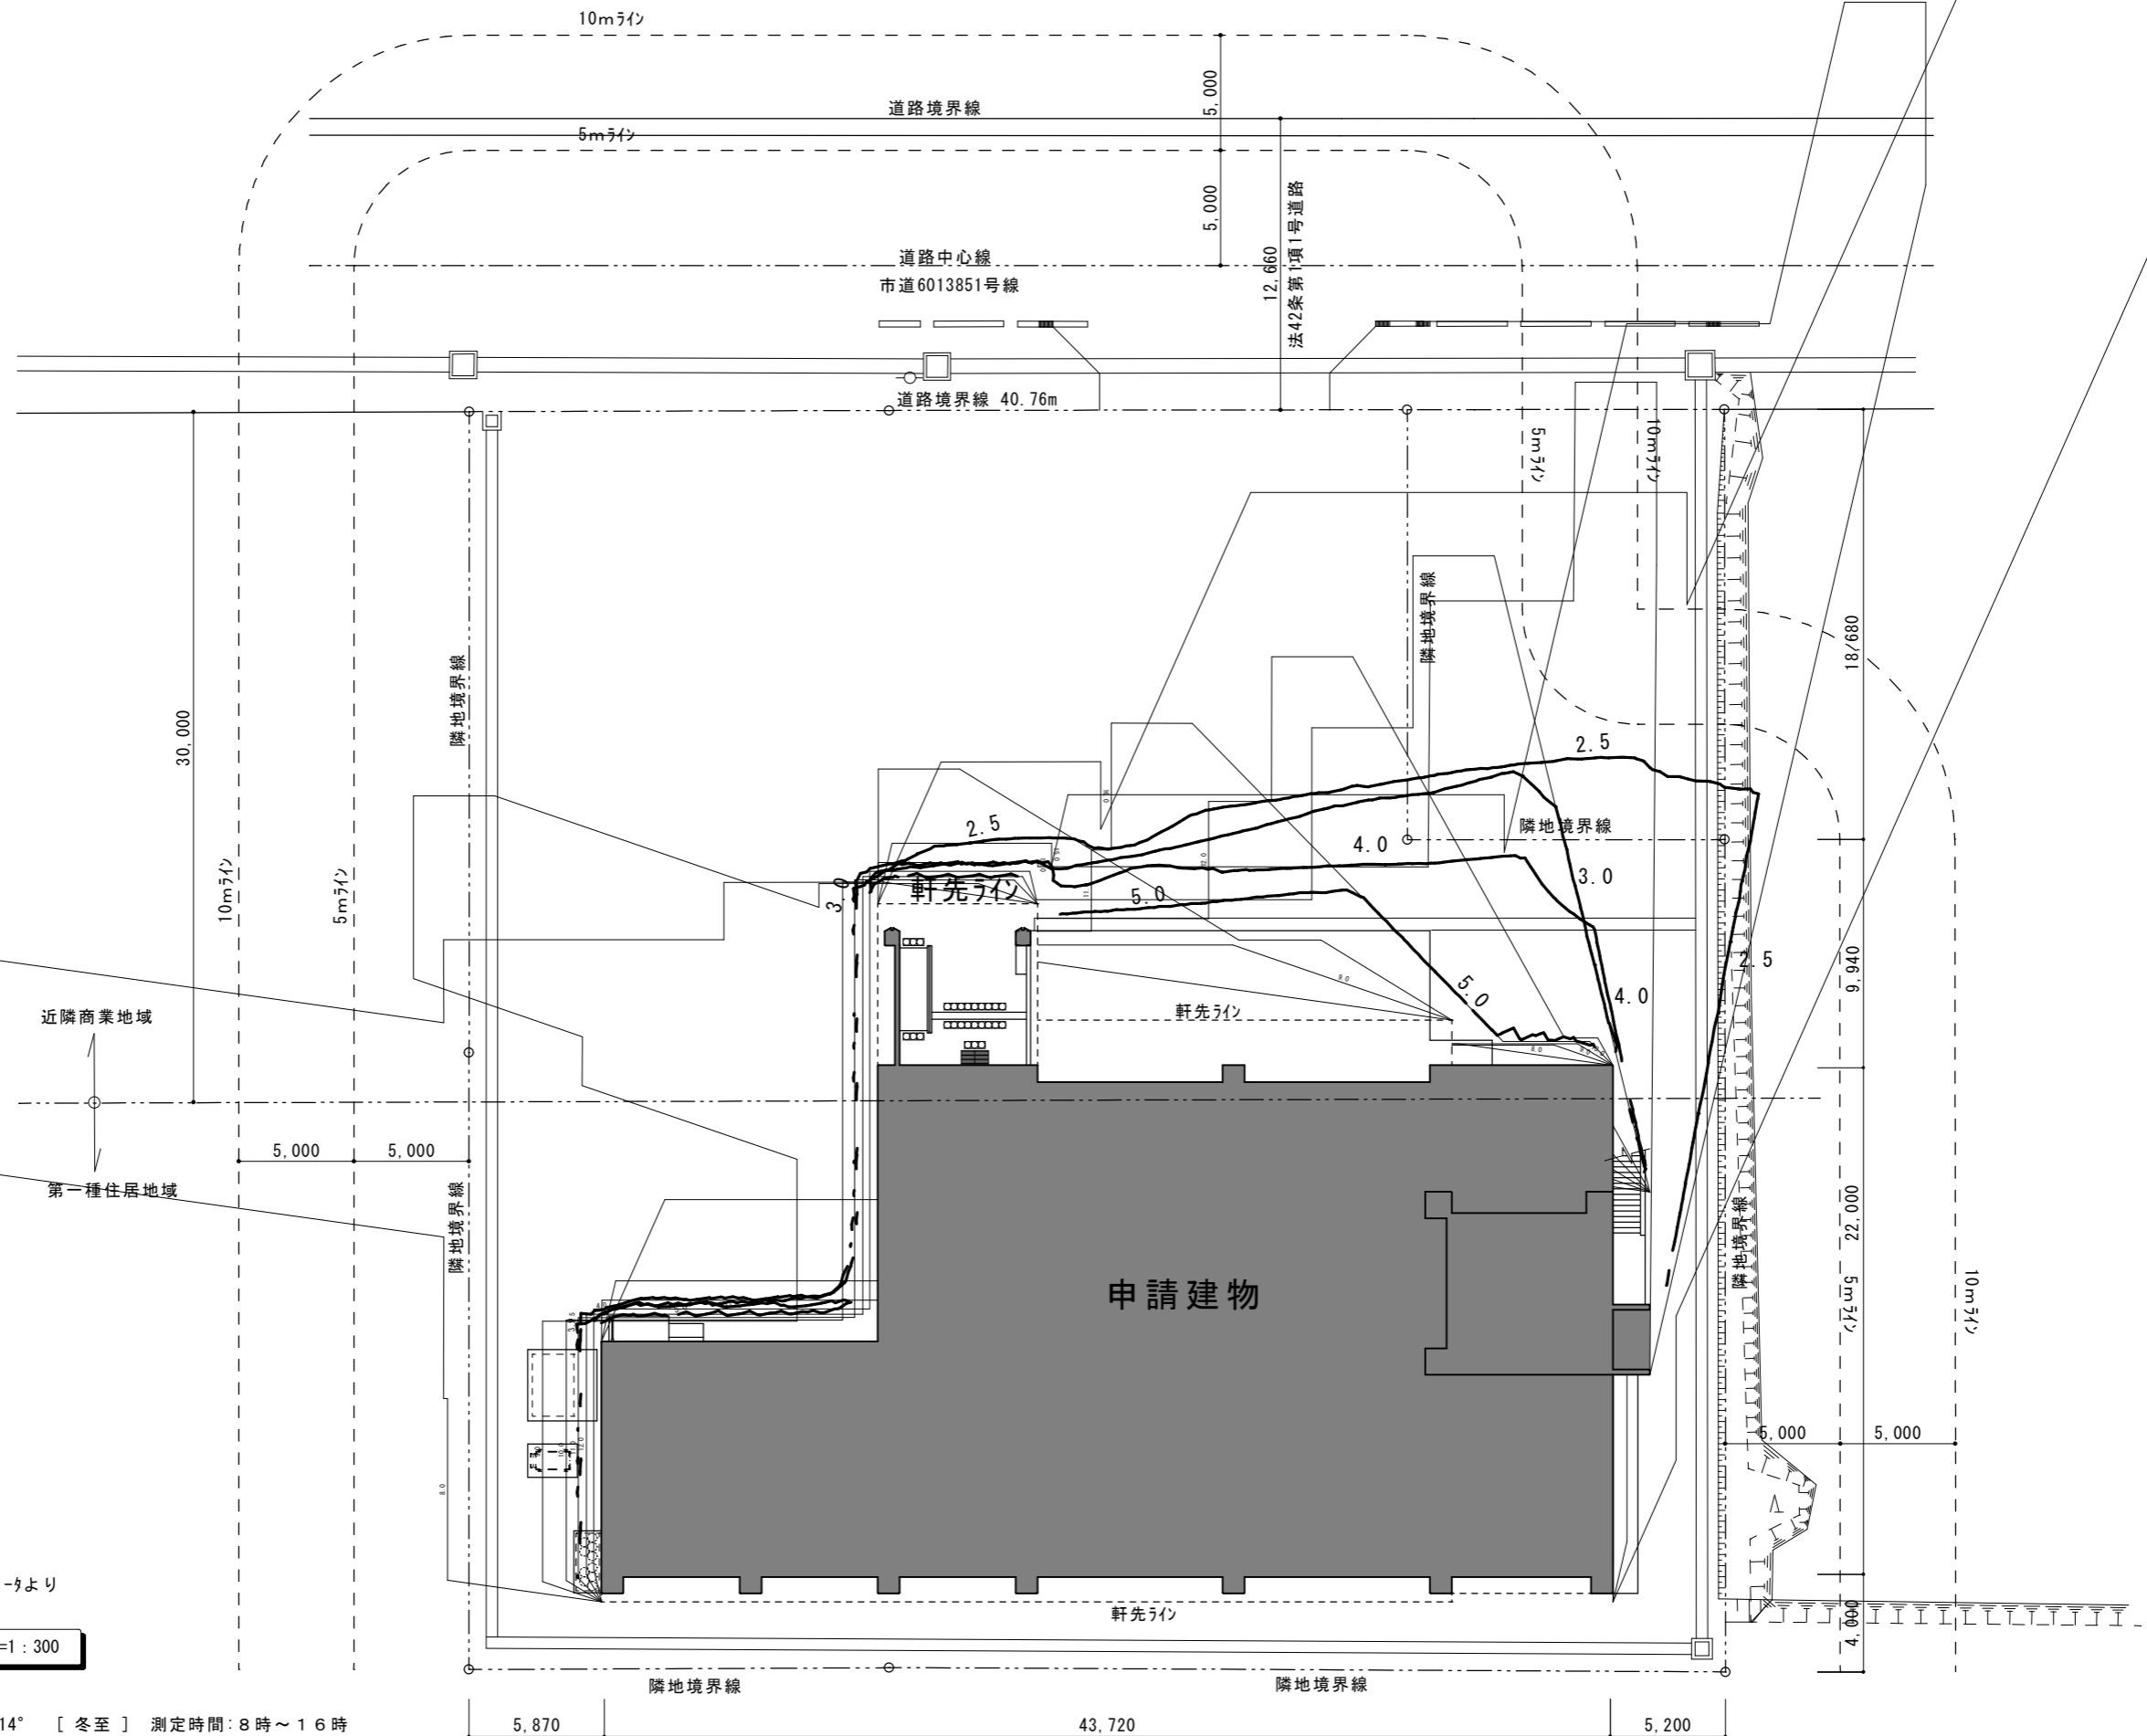 10mライン
道路境界線
5,000
5mライン
5,000
道路中心線
市道6013851号線
12,660
法42条第1項1号道路
道路境界線 40.76m
5mライン
10mライン
隣地境界線
隣地境界線
18/680
30,000
2.5
2.5
隣地境界線
4.0
3.0
3.0
軒先ライン
5.0
10mライン
5mライン
2.5
9,940
5.0
4.0
9.0
軒先ライン
近隣商業地域
8.0
5,000
5,000
第一種住居地域
隣地境界線
隣地境界線
22,000
申請建物
5mライン
10mライン
5,000
5,000
8.0
12.0
-タより
軒先ライン
4,000
=1：300
隣地境界線
隣地境界線
14° ［ 冬至 ］ 測定時間：8時～16時
5,870
43,720
5,200